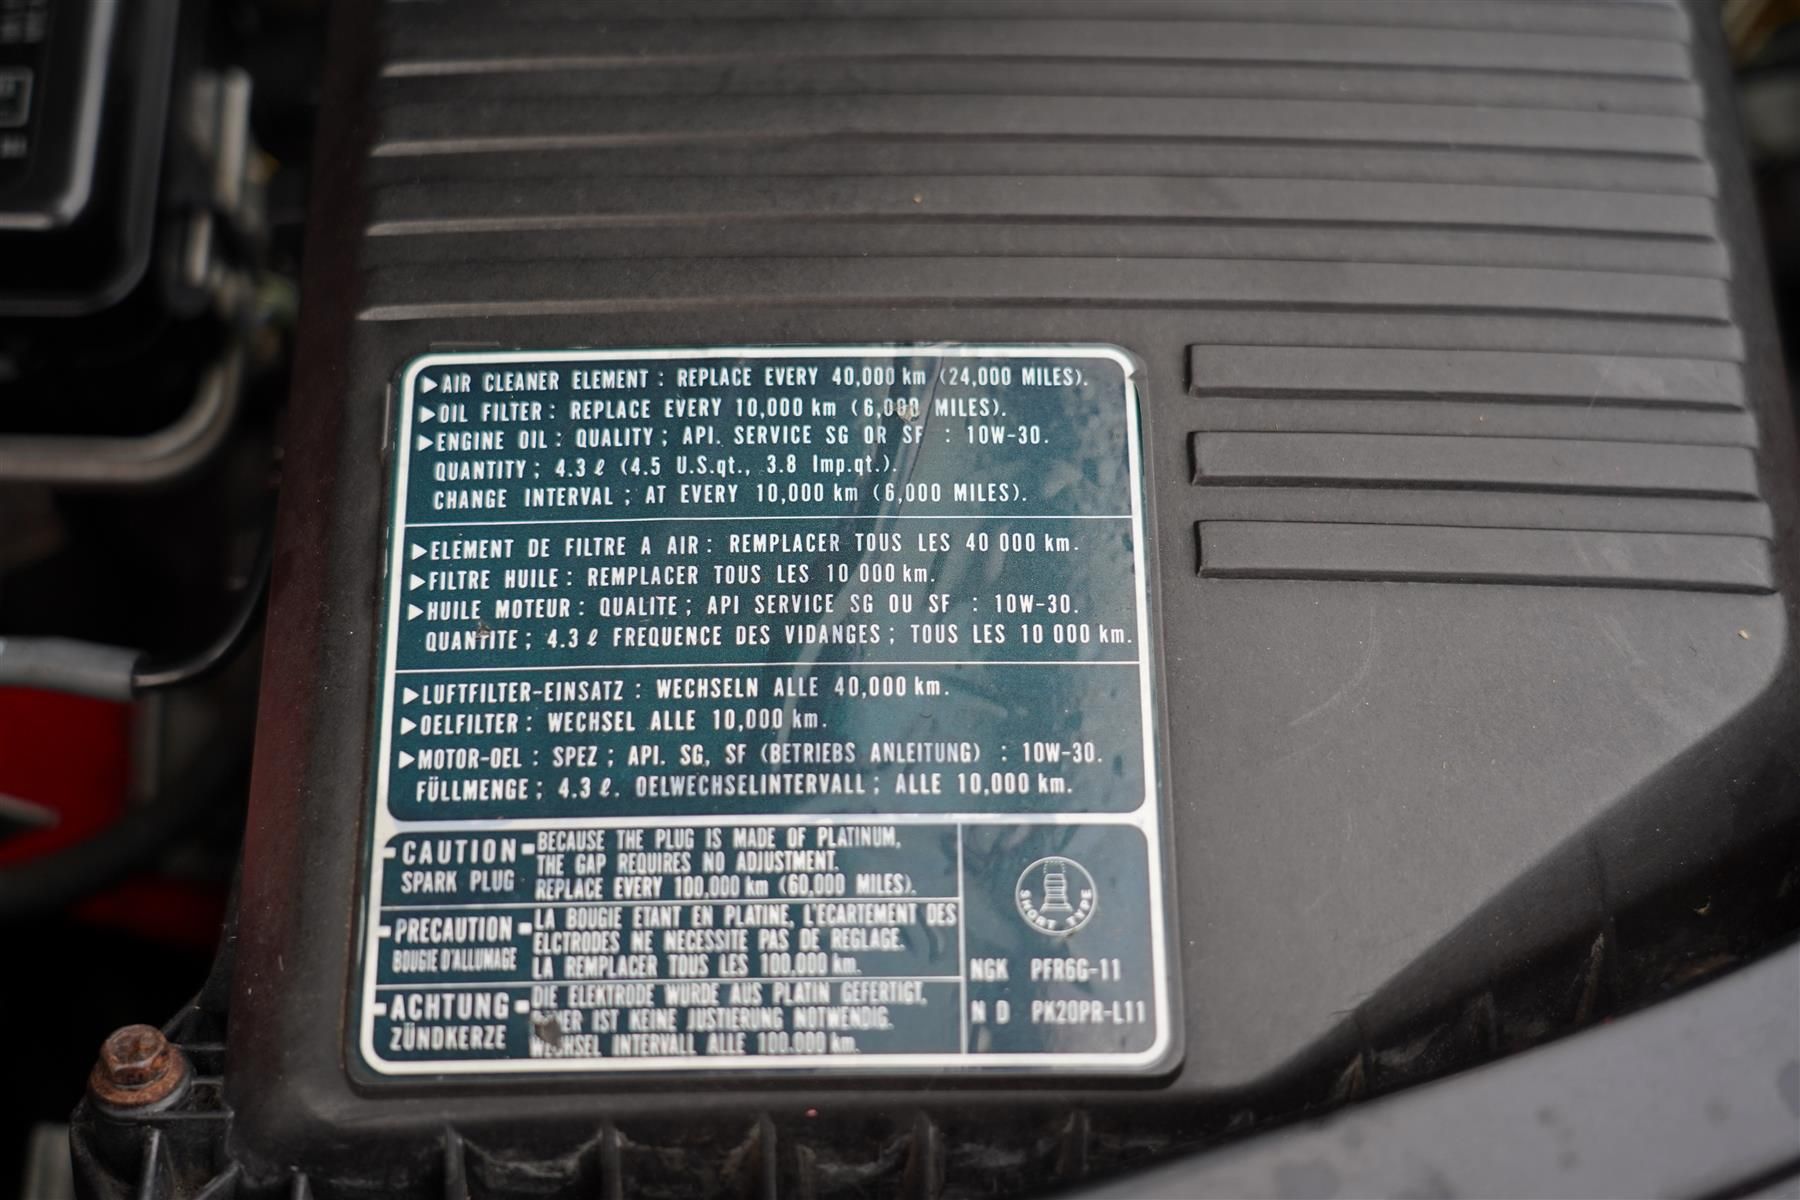 ▶AIR CLEANER ELEMENT : REPLACE EVERY 40,000 km (24,000 MILES).
▶OIL FILTER : REPLACE EVERY 10,000 km (6,000 MILES).
▶ENGINE OIL : QUALITY ; API. SERVICE SG OR SF : 10W-30.
QUANTITY ; 4.3 ℓ (4.5 U.S.qt., 3.8 Imp.qt.).
CHANGE INTERVAL ; AT EVERY 10,000 km (6,000 MILES).
▶ELEMENT DE FILTRE A AIR : REMPLACER TOUS LES 40 000 km.
▶FILTRE HUILE : REMPLACER TOUS LES 10 000 km.
▶HUILE MOTEUR : QUALITE ; API SERVICE SG OU SF : 10W-30.
QUANTITE ; 4.3 ℓ FREQUENCE DES VIDANGES ; TOUS LES 10 000 km.
▶LUFTFILTER-EINSATZ : WECHSELN ALLE 40,000 km.
▶OELFILTER : WECHSEL ALLE 10,000 km.
▶MOTOR-OEL : SPEZ ; API. SG, SF (BETRIEBS ANLEITUNG) : 10W-30.
FÜLLMENGE ; 4.3 ℓ. OELWECHSELINTERVALL ; ALLE 10,000 km.
CAUTION
SPARK PLUG
BECAUSE THE PLUG IS MADE OF PLATINUM,
THE GAP REQUIRES NO ADJUSTMENT.
REPLACE EVERY 100,000 km (60,000 MILES).
PRECAUTION
BOUGIE D'ALLUMAGE
LA BOUGIE ETANT EN PLATINE, L'ECARTEMENT DES
ELCTRODES NE NECESSITE PAS DE REGLAGE.
LA REMPLACER TOUS LES 100,000 km.
ACHTUNG
ZÜNDKERZE
DIE ELEKTRODE WURDE AUS PLATIN GEFERTIGT,
IST KEINE JUSTIERUNG NOTWENDIG.
WECHSEL INTERVALL ALLE 100.000 km.
SHORT TYPE
NGK PFR6G-11
N D PK20PR-L11